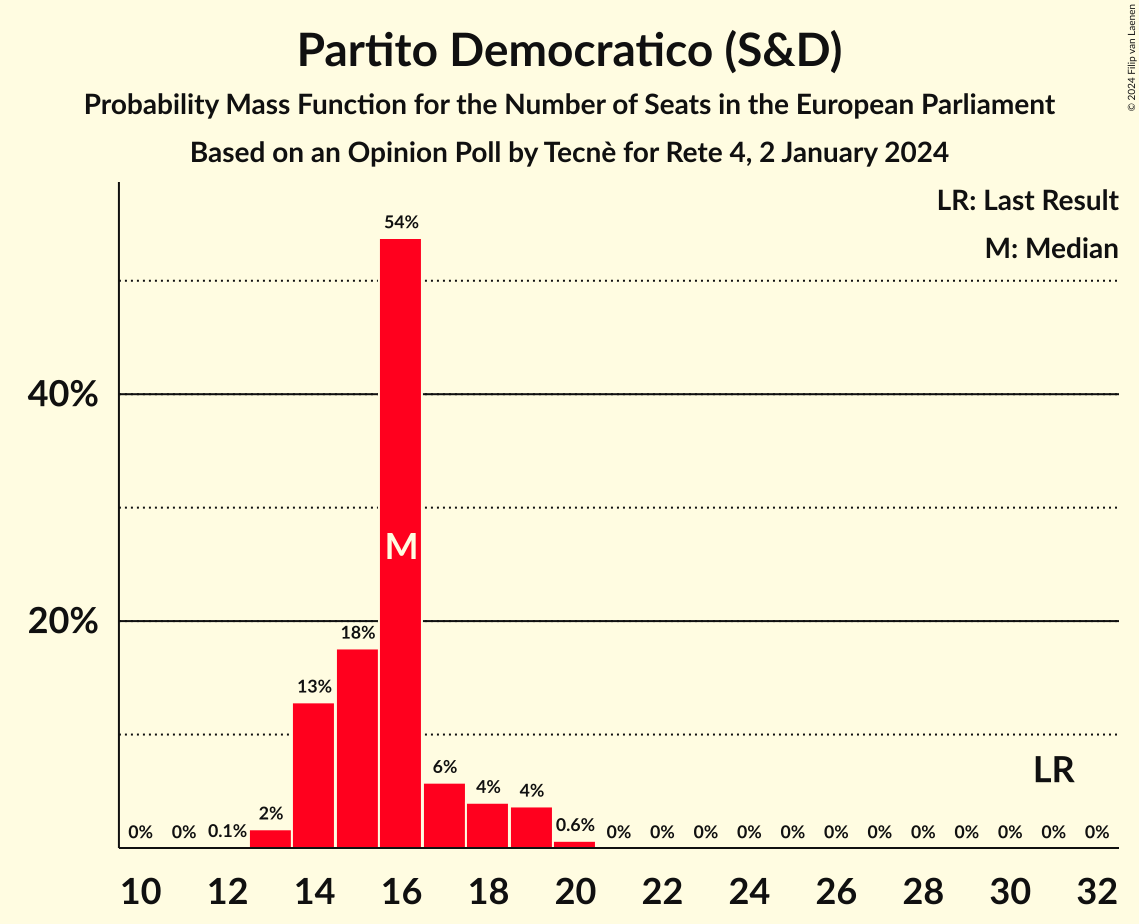 Partito Democratico (S&D)
Probability Mass Function for the Number of Seats in the European Parliament
Based on an Opinion Poll by Tecnè for Rete 4, 2 January 2024
© 2024 Filip van Laenen
LR: Last Result
M: Median
54%
40%
M
20%
18%
13%
LR
6%
4%
4%
2%
0%
0%
0.1%
0.6%
0%
0%
0%
0%
0%
0%
0%
0%
0%
0%
0%
0%
10 12 14 16 18 20 22 24 26 28 30 32